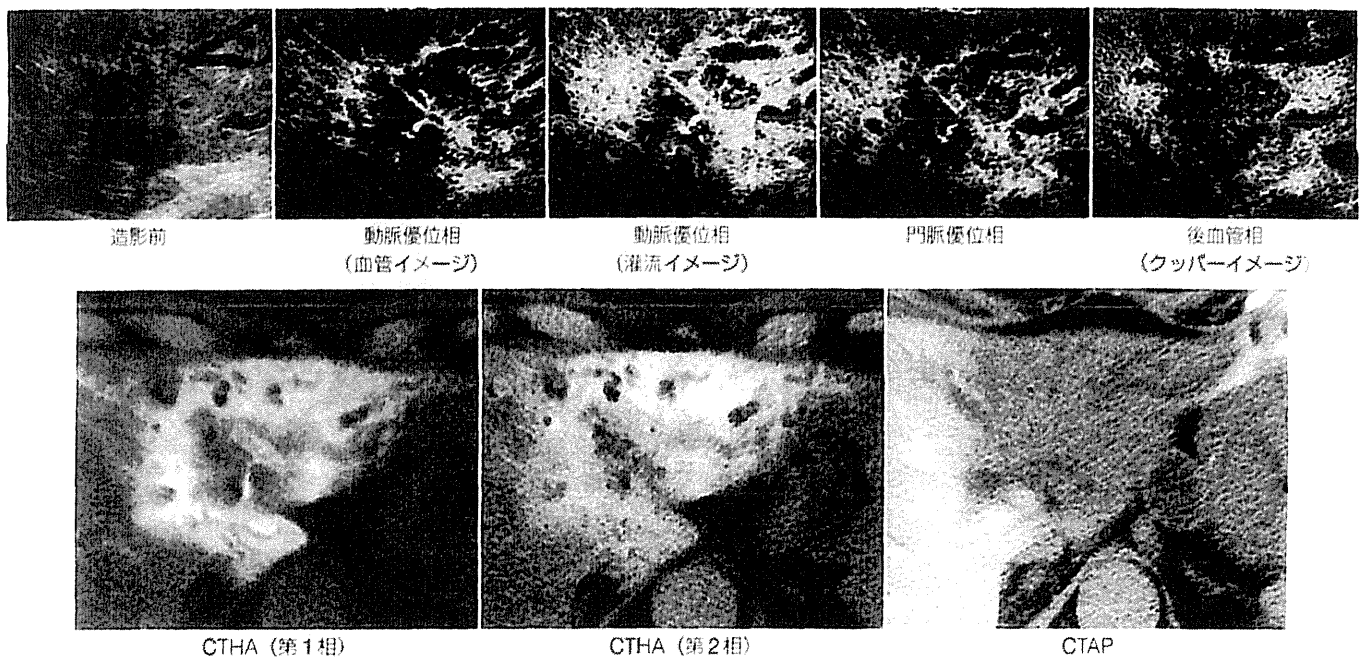 造影前
動脈優位相
(血管イメージ)
動脈優位相
(灌流イメージ)
門脈優位相
後血管相
(クッパーイメージ)
CTHA (第1相)
CTHA (第2相)
CTAP